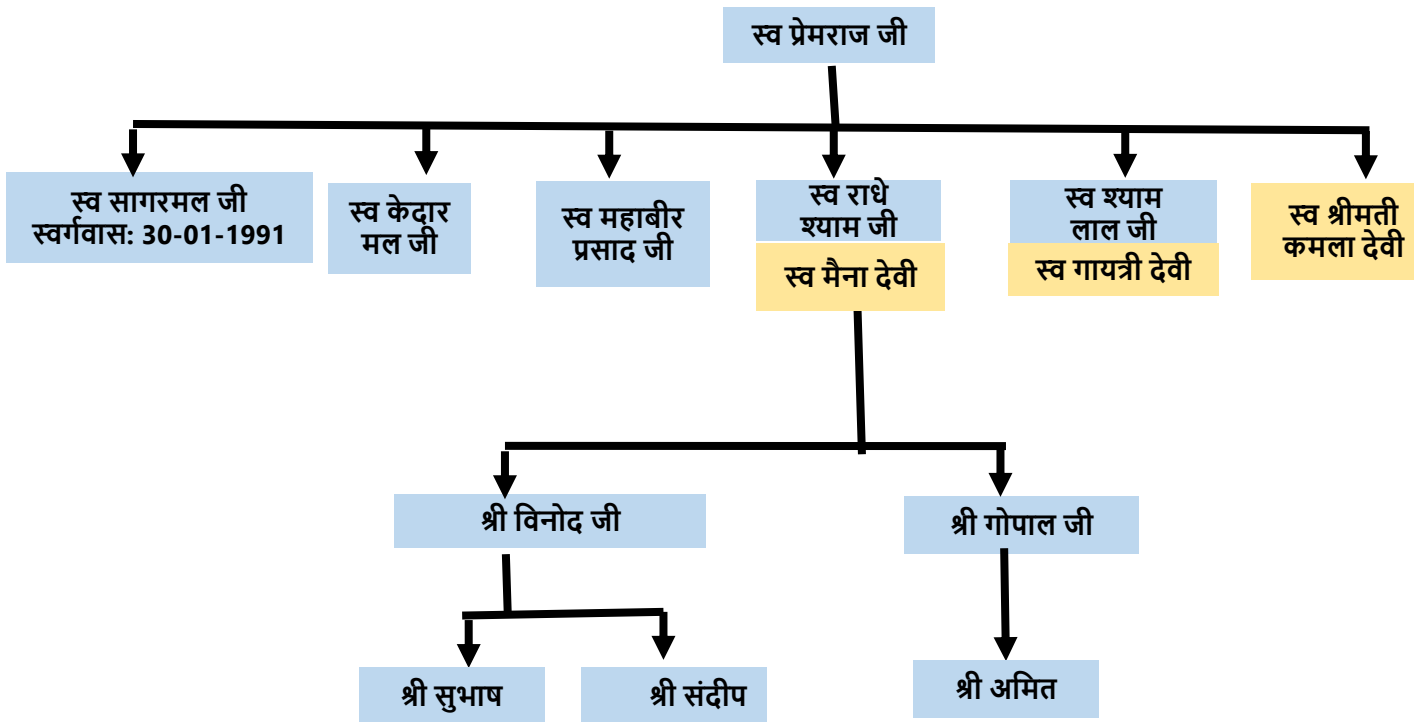 स्व प्रेमराज जी
स्व सागरमल जी
स्वर्गवास: 30-01-1991
स्व केदार
मल जी
स्व महाबीर
प्रसाद जी
स्व राधे
श्याम जी
स्व मैना देवी
स्व श्याम
लाल जी
स्व गायत्री देवी
स्व श्रीमती
कमला देवी
श्री विनोद जी
श्री गोपाल जी
श्री सुभाष
श्री संदीप
श्री अमित